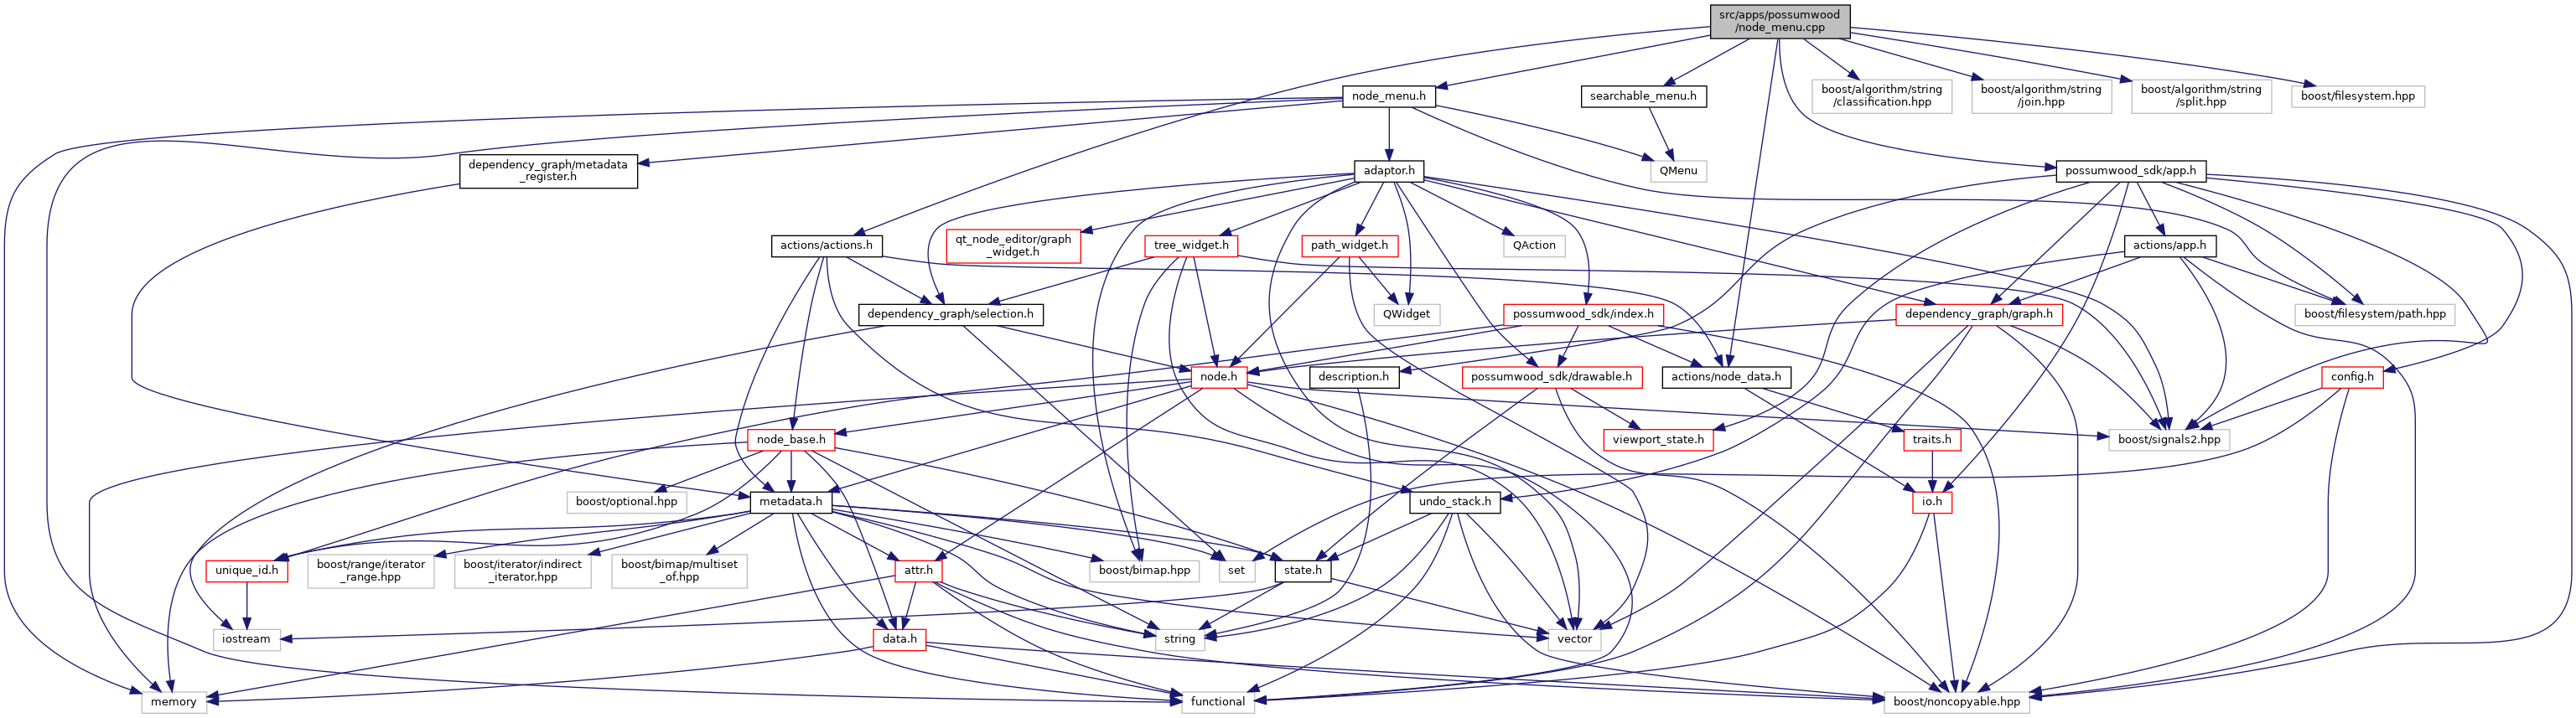 src/apps/possumwood
/node_menu.cpp
node_menu.h
searchable_menu.h
boost/algorithm/string
/classification.hpp
boost/algorithm/string
/join.hpp
boost/algorithm/string
/split.hpp
boost/filesystem.hpp
dependency_graph/metadata
_register.h
adaptor.h
QMenu
possumwood_sdk/app.h
actions/actions.h
qt_node_editor/graph
_widget.h
tree_widget.h
path_widget.h
QAction
actions/app.h
dependency_graph/selection.h
QWidget
possumwood_sdk/index.h
dependency_graph/graph.h
boost/filesystem/path.hpp
node.h
description.h
possumwood_sdk/drawable.h
actions/node_data.h
config.h
node_base.h
viewport_state.h
traits.h
boost/signals2.hpp
boost/optional.hpp
metadata.h
undo_stack.h
io.h
unique_id.h
boost/range/iterator
_range.hpp
boost/iterator/indirect
_iterator.hpp
boost/bimap/multiset
_of.hpp
attr.h
boost/bimap.hpp
set
state.h
iostream
data.h
string
vector
memory
functional
boost/noncopyable.hpp